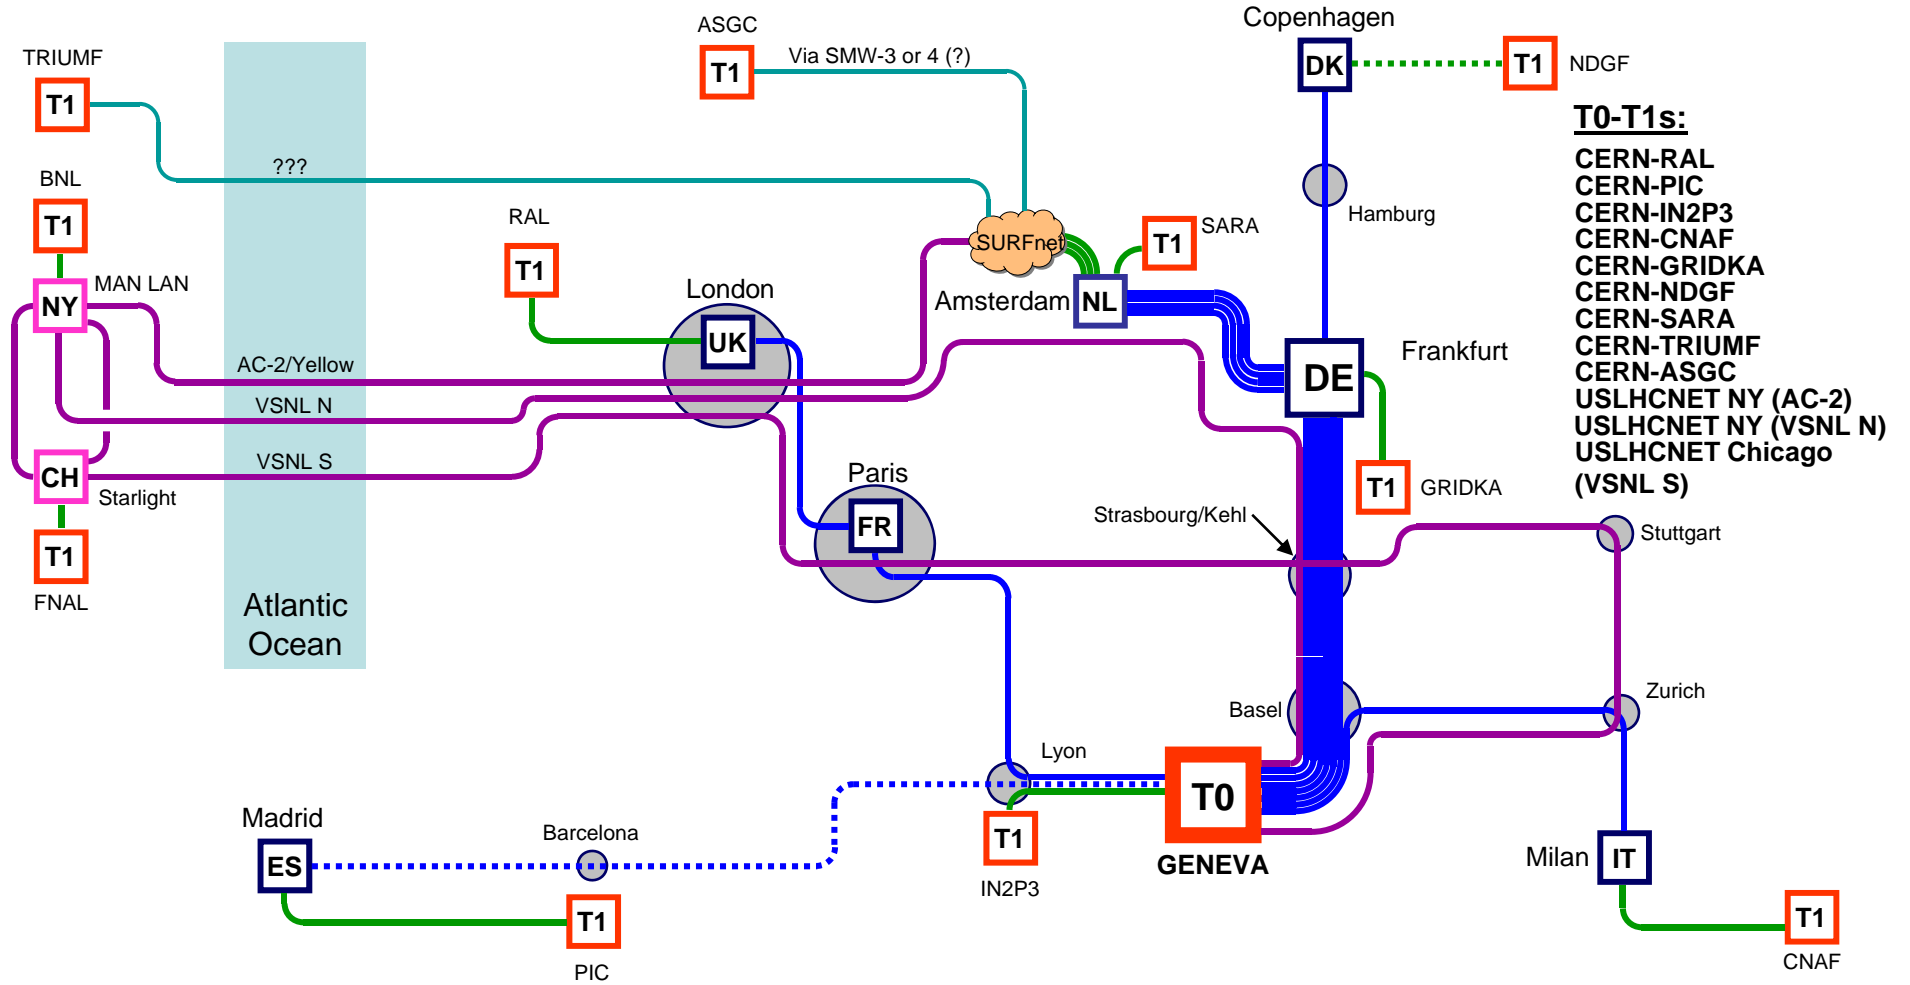 Copenhagen
ASGC
TRIUMF
Via SMW-3 or 4 (?)
T1
DK
T1
NDGF
T1
T0-T1s:
CERN-RAL
CERN-PIC
CERN-IN2P3
CERN-CNAF
CERN-GRIDKA
CERN-NDGF
CERN-SARA
CERN-TRIUMF
CERN-ASGC
USLHCNET NY (AC-2)
USLHCNET NY (VSNL N)
USLHCNET Chicago
(VSNL S)
???
BNL
T1
RAL
T1
Hamburg
SURFnet
T1
SARA
MAN LAN
NY
London
UK
Amsterdam
NL
Frankfurt
DE
AC-2/Yellow
VSNL N
VSNL S
CH
Starlight
Paris
FR
T1
GRIDKA
Strasbourg/Kehl
Stuttgart
T1
FNAL
Atlantic
Ocean
Zurich
Basel
Lyon
T0
GENEVA
Madrid
ES
Barcelona
T1
IN2P3
Milan
IT
T1
PIC
T1
CNAF